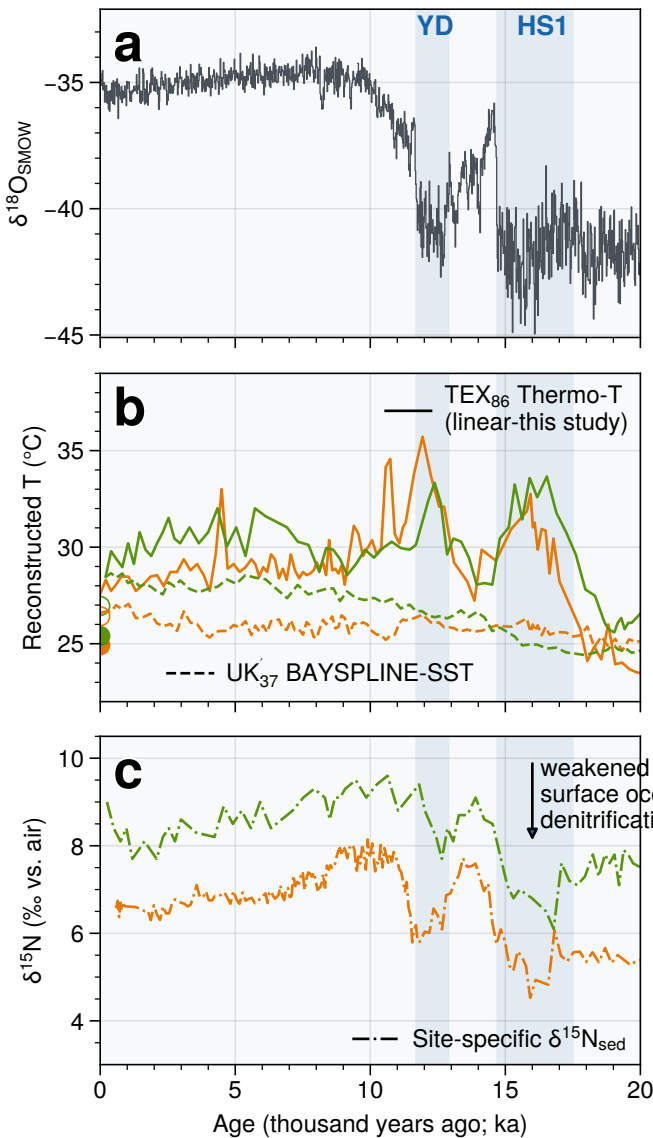 a
YD
HS1
−35
−40
−45
δ¹⁸O_SMOW
b
TEX₈₆ Thermo-T
(linear-this study)
35
30
25
Reconstructed T (°C)
UK′₃₇ BAYSPLINE-SST
c
weakened
surface occ
denitrificati
10
8
6
4
δ¹⁵N (‰ vs. air)
Site-specific δ¹⁵N_sed
0 5 10 15 20
Age (thousand years ago; ka)